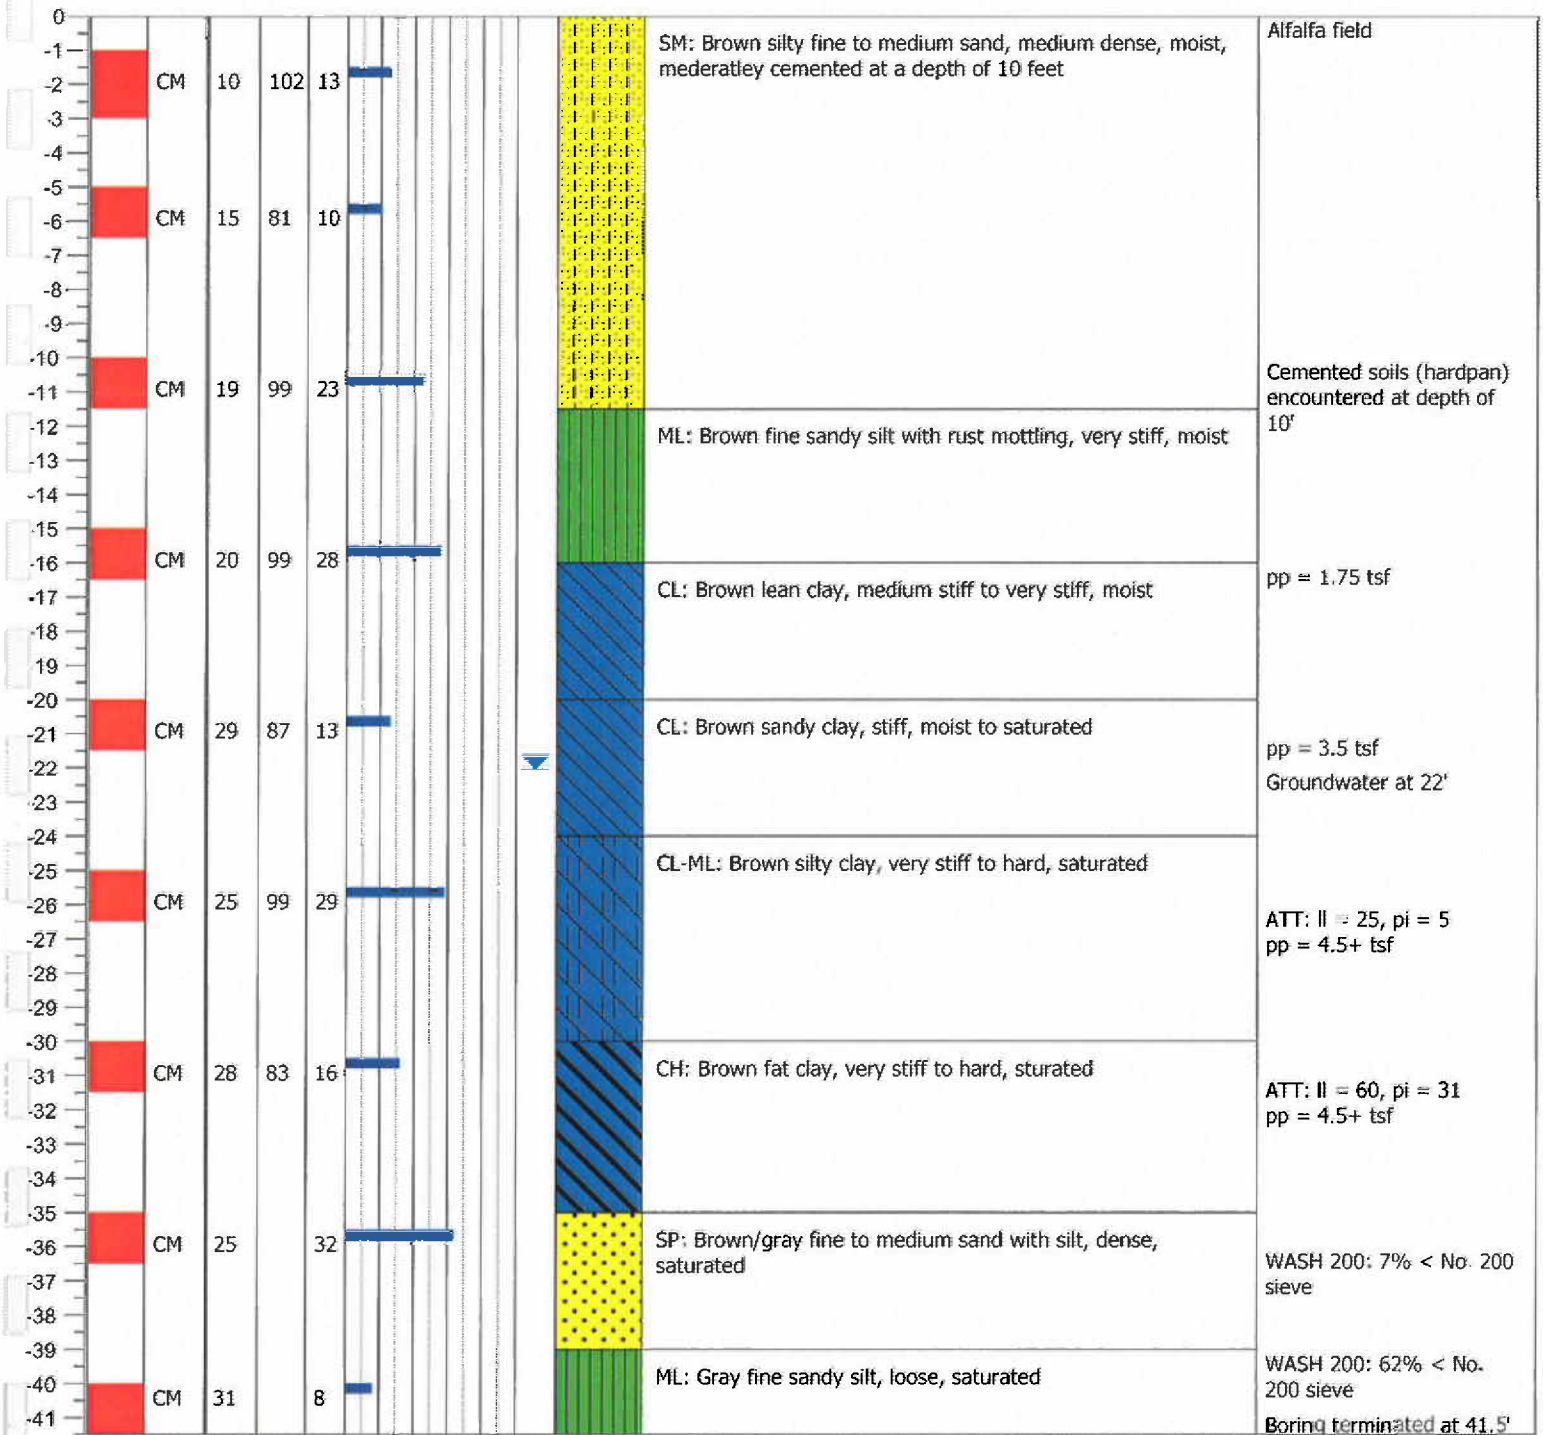 0
Alfalfa field
SM: Brown silty fine to medium sand, medium dense, moist,
mederatley cemented at a depth of 10 feet
-1
-2 CM 10 102 13
-3
-4
-5
-6 CM 15 81 10
-7
-8
-9
-10
Cemented soils (hardpan)
encountered at depth of
10'
-11 CM 19 99 23
-12
ML: Brown fine sandy silt with rust mottling, very stiff, moist
-13
-14
-15
-16 CM 20 99 28
pp = 1.75 tsf
CL: Brown lean clay, medium stiff to very stiff, moist
-17
-18
19
-20
CL: Brown sandy clay, stiff, moist to saturated
-21 CM 29 87 13
pp = 3.5 tsf
-22
Groundwater at 22'
-23
-24
CL-ML: Brown silty clay, very stiff to hard, saturated
-25
-26 CM 25 99 29
ATT: ll = 25, pi = 5
pp = 4.5+ tsf
-27
-28
-29
-30
CH: Brown fat clay, very stiff to hard, sturated
-31 CM 28 83 16
ATT: ll = 60, pi = 31
pp = 4.5+ tsf
-32
-33
-34
-35
SP: Brown/gray fine to medium sand with silt, dense,
saturated
-36 CM 25 32
WASH 200: 7% < No. 200
sieve
-37
-38
-39
WASH 200: 62% < No.
200 sieve
ML: Gray fine sandy silt, loose, saturated
-40
CM 31 8
-41
Boring terminated at 41.5'